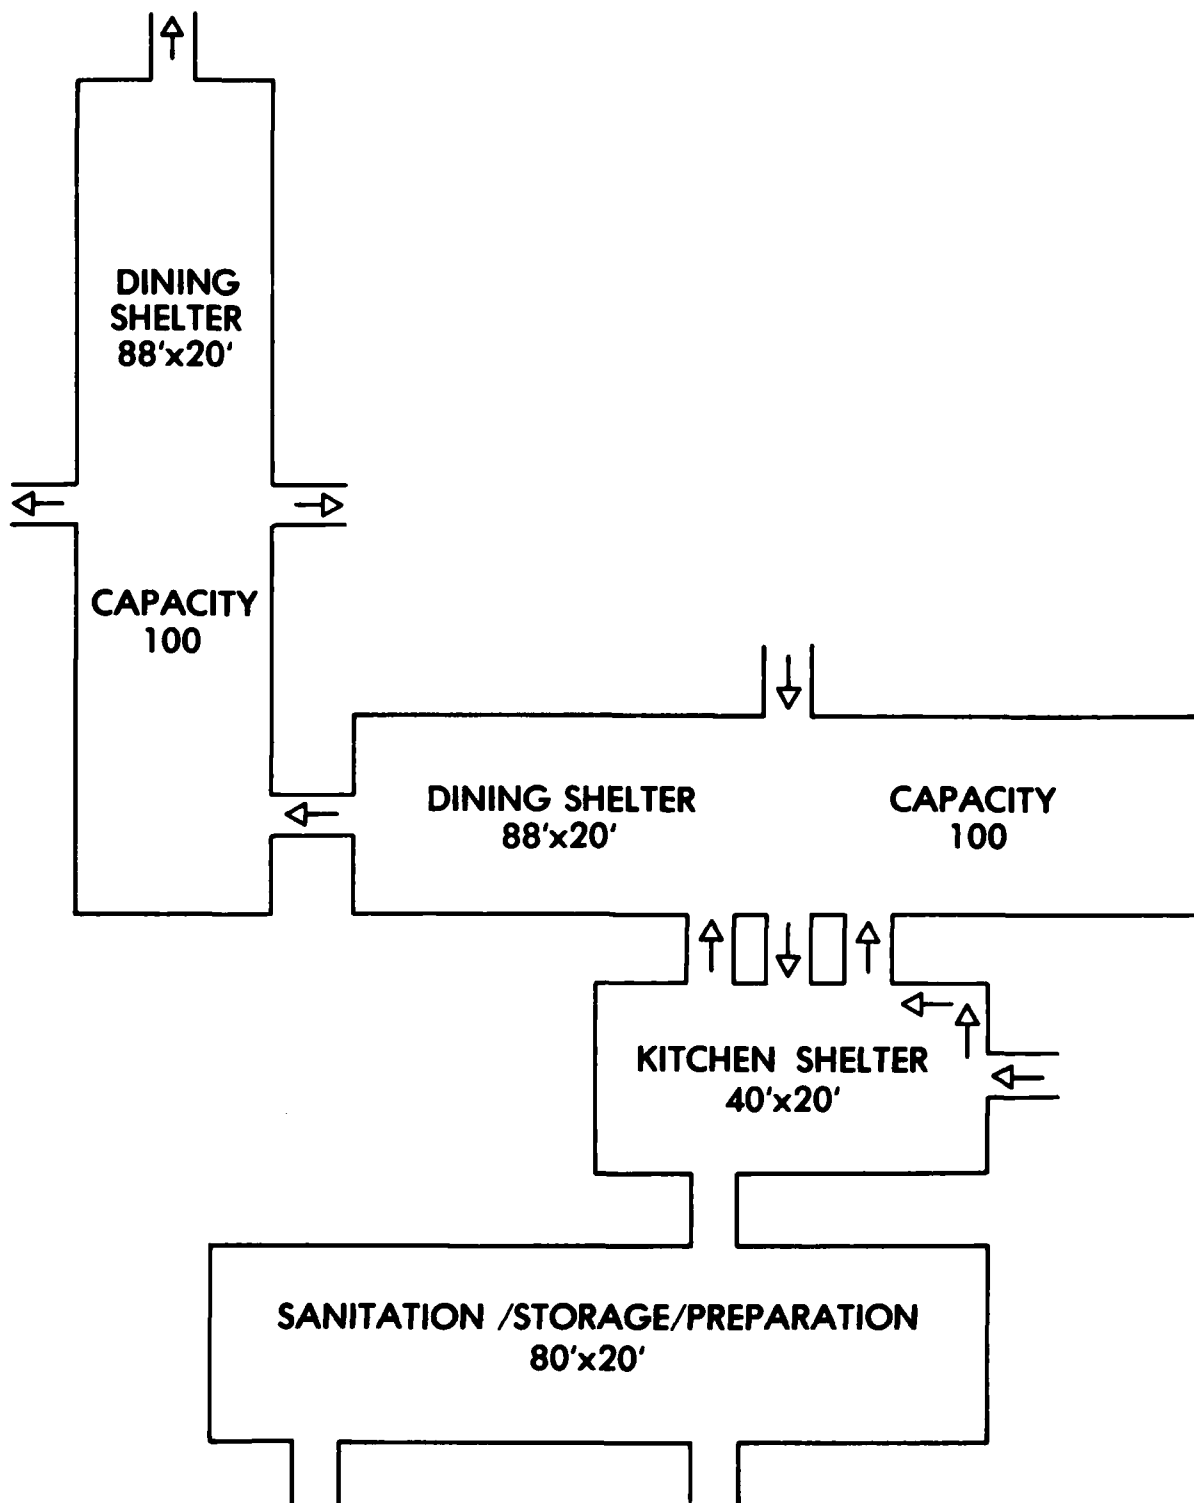 DINING
SHELTER
88'x20'
CAPACITY
100
DINING SHELTER
88'x20'
CAPACITY
100
KITCHEN SHELTER
40'x20'
SANITATION /STORAGE/PREPARATION
80'x20'